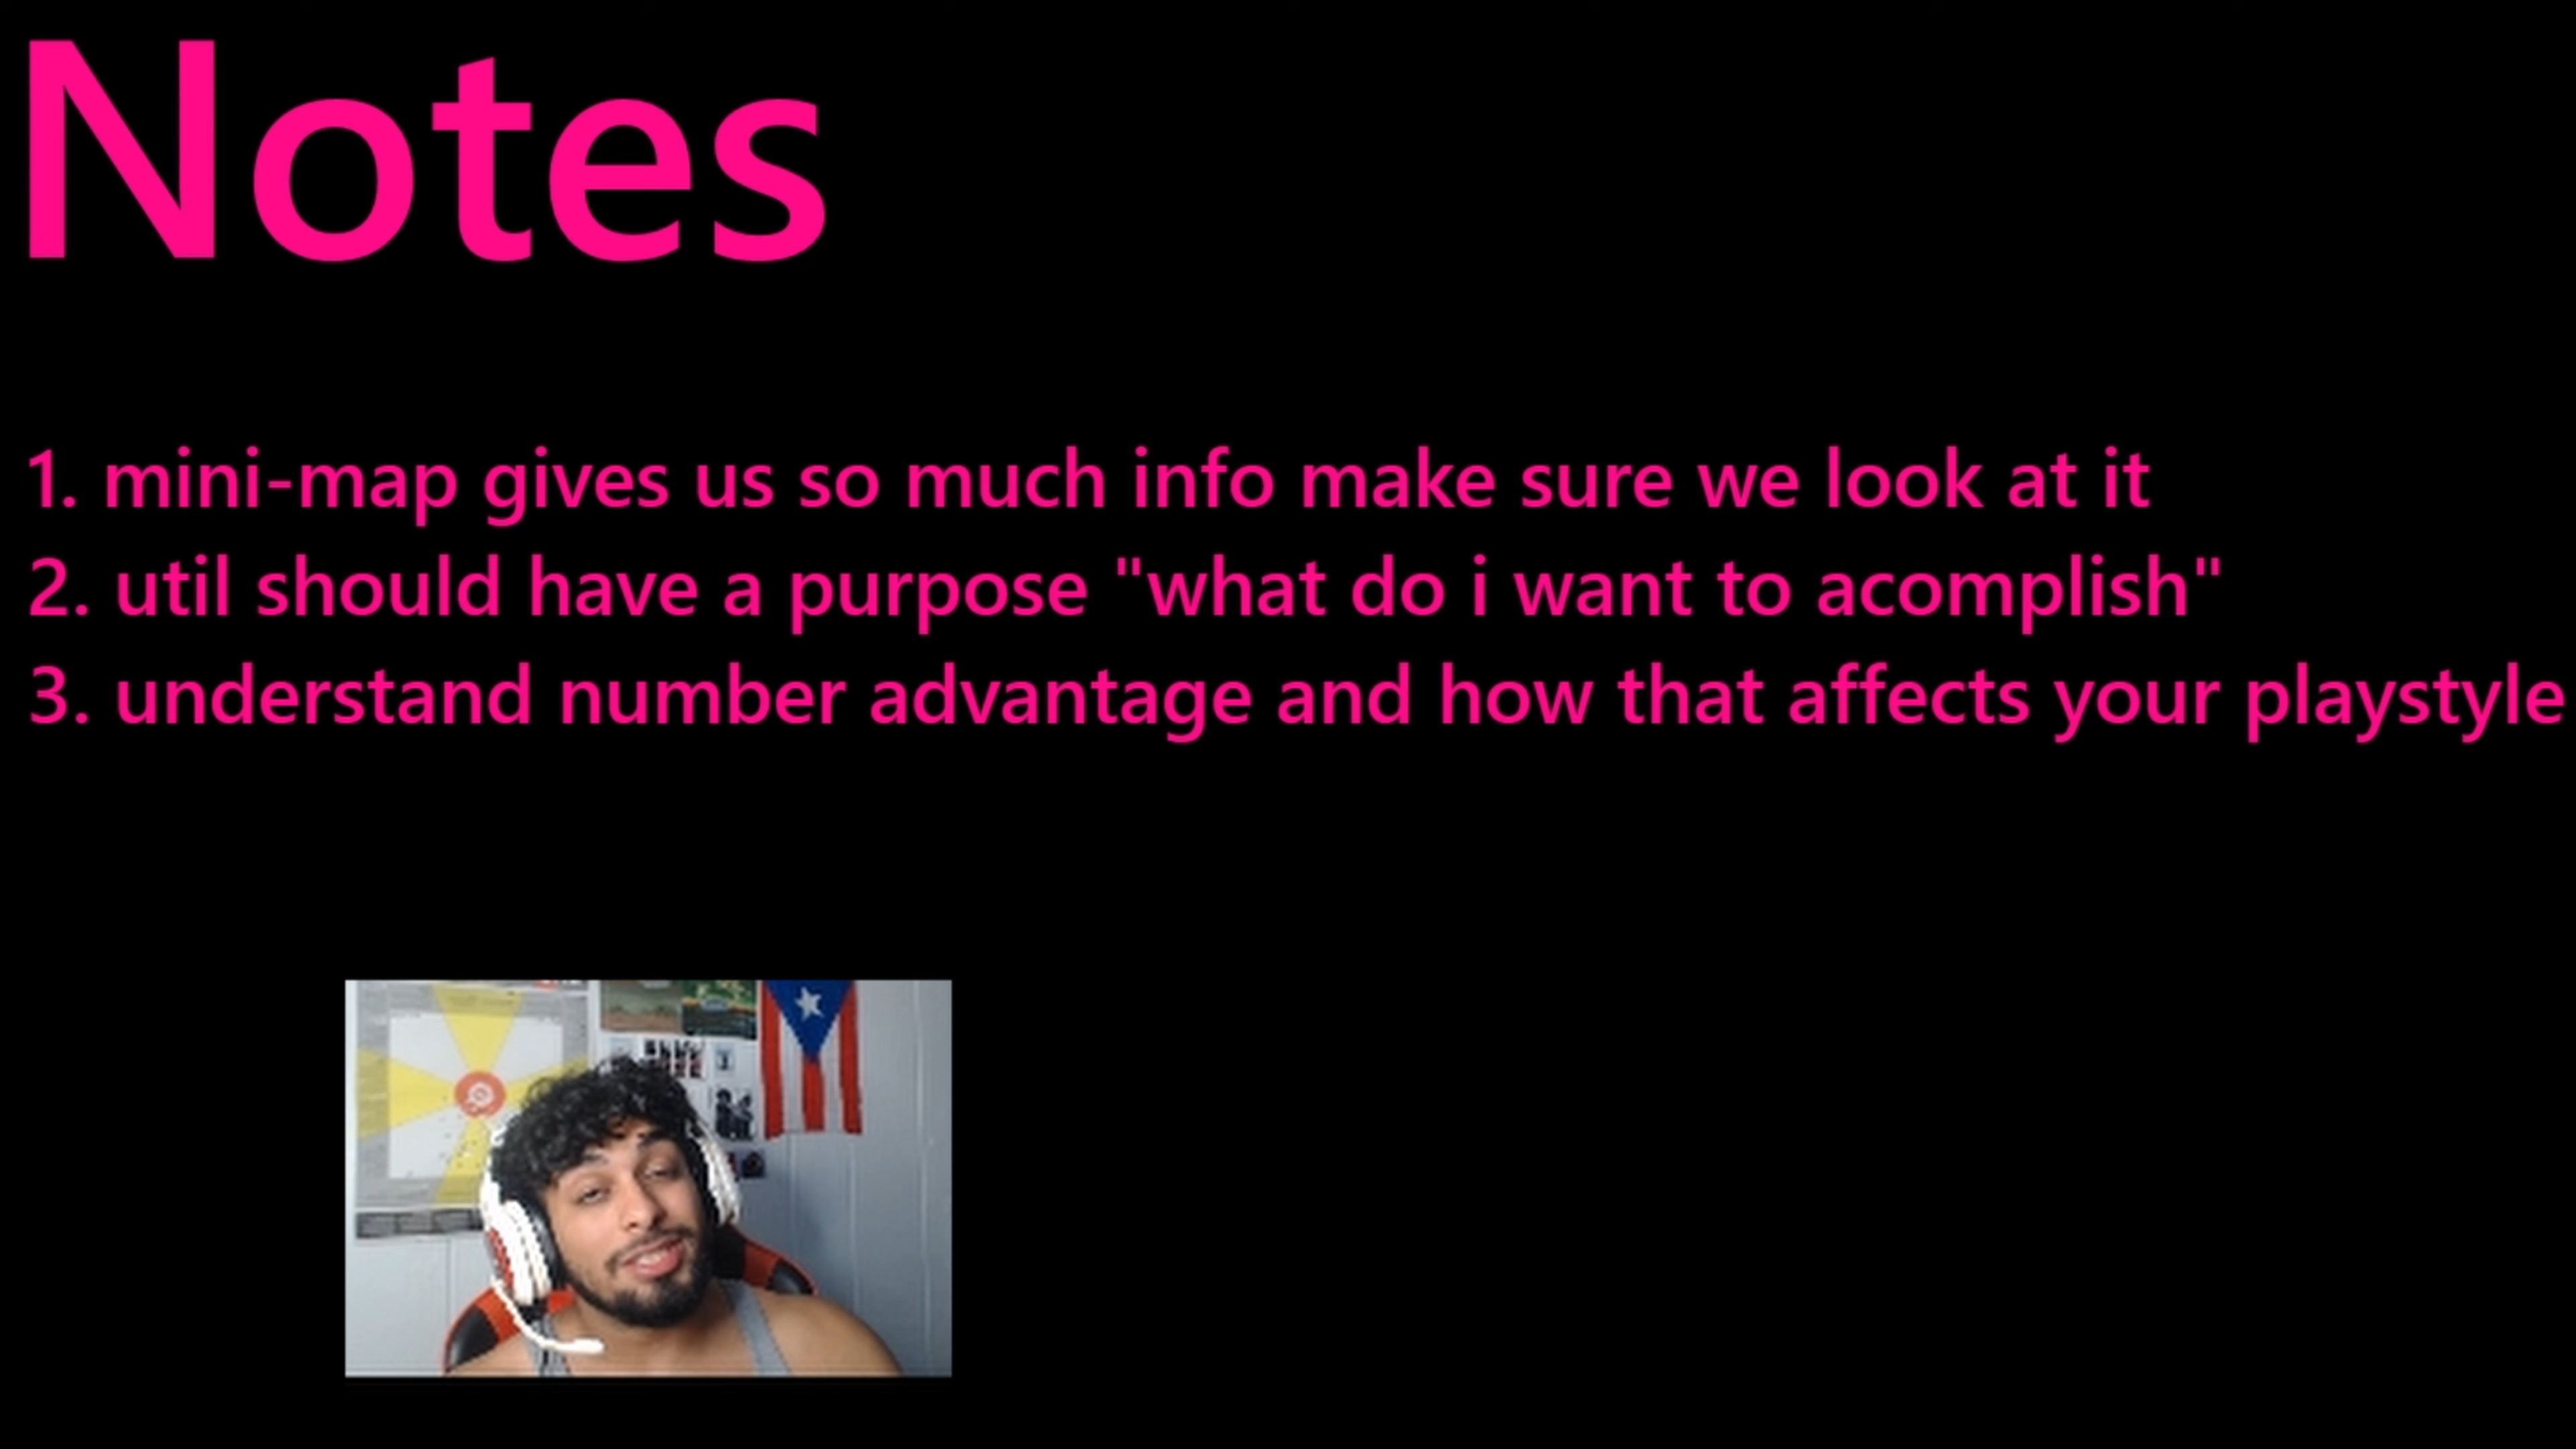 Notes
1. mini-map gives us so much info make sure we look at it
2. util should have a purpose "what do i want to acomplish"
3. understand number advantage and how that affects your playstyle